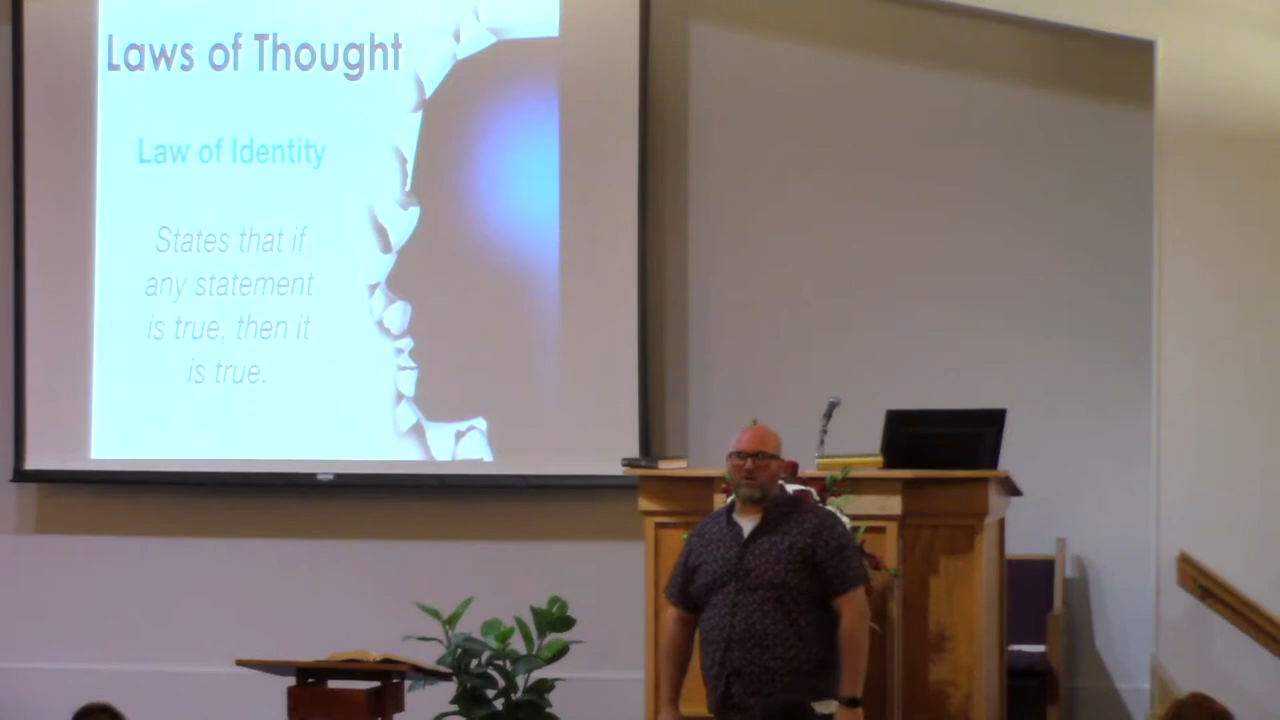 Laws of Thought
Law of Identity
States that if
any statement
is true, then it
is true.